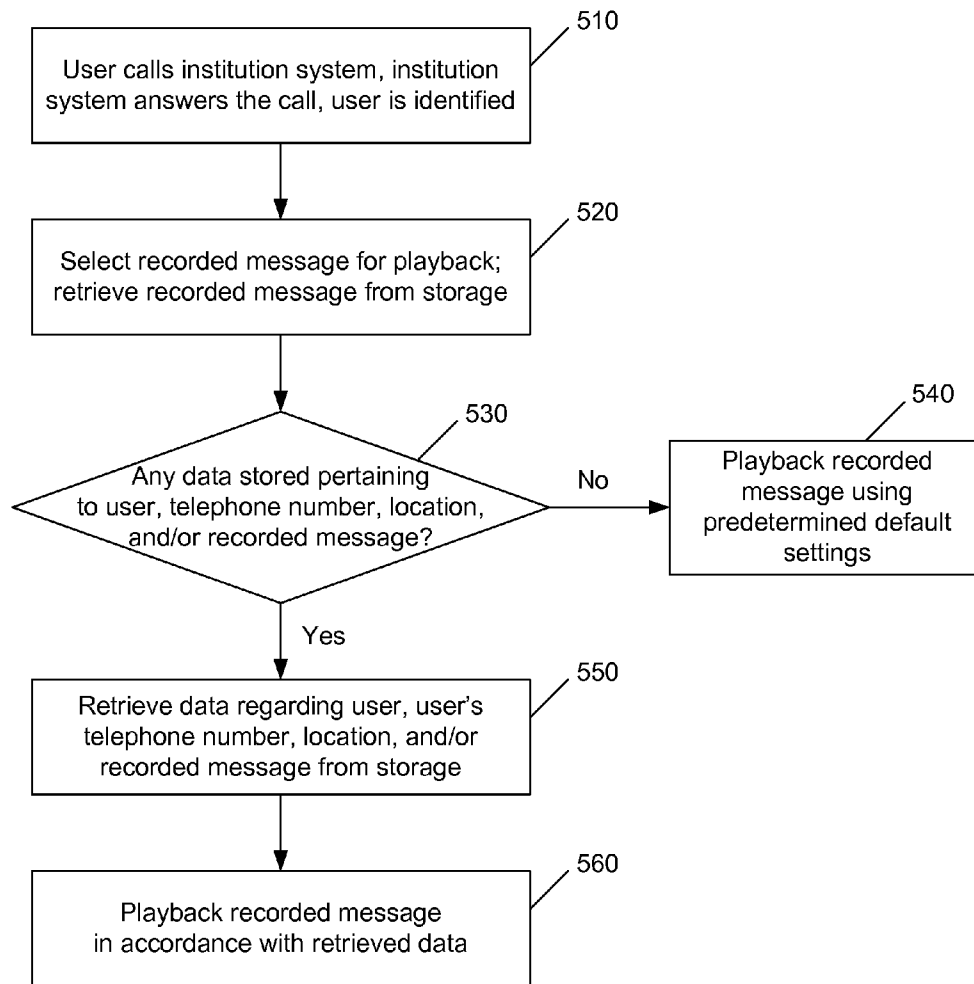 510
User calls institution system, institution
system answers the call, user is identified
520
Select recorded message for playback;
retrieve recorded message from storage
530
Any data stored pertaining
to user, telephone number, location,
and/or recorded message?
No
540
Playback recorded
message using
predetermined default
settings
Yes
550
Retrieve data regarding user, user's
telephone number, location, and/or
recorded message from storage
560
Playback recorded message
in accordance with retrieved data